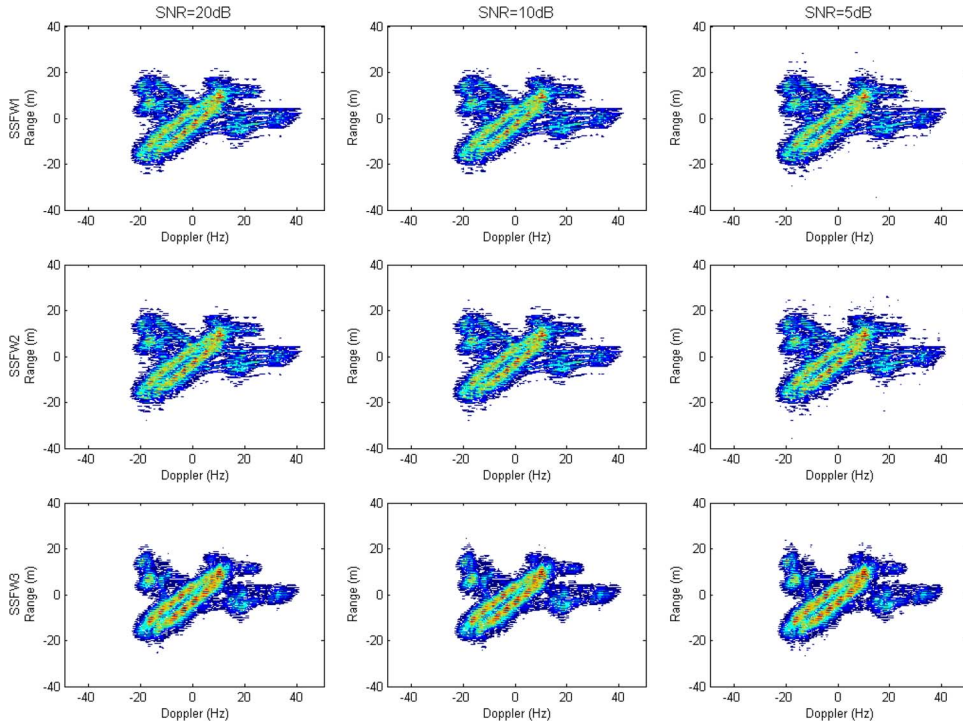 SNR=20dB SNR=10dB SNR=5dB
40 40 40
20 20 20
0 0 0
-20 -20 -20
-40 -40 -40
SSFW1
Range (m) Range (m) Range (m)
-40 -20 0 20 40 -40 -20 0 20 40 -40 -20 0 20 40
Doppler (Hz) Doppler (Hz) Doppler (Hz)
40 40 40
20 20 20
0 0 0
-20 -20 -20
-40 -40 -40
SSFW2
Range (m) Range (m) Range (m)
-40 -20 0 20 40 -40 -20 0 20 40 -40 -20 0 20 40
Doppler (Hz) Doppler (Hz) Doppler (Hz)
40 40 40
20 20 20
0 0 0
-20 -20 -20
-40 -40 -40
SSFW3
Range (m) Range (m) Range (m)
-40 -20 0 20 40 -40 -20 0 20 40 -40 -20 0 20 40
Doppler (Hz) Doppler (Hz) Doppler (Hz)